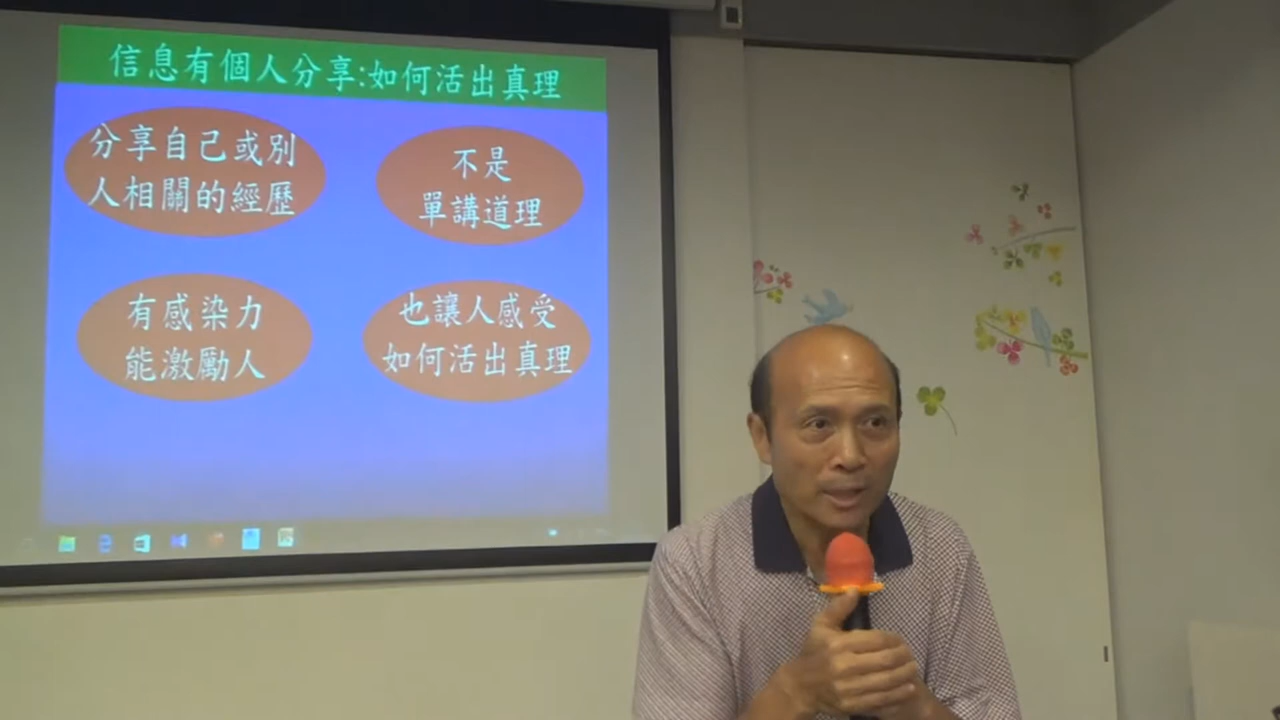 信息有個人分享:如何活出真理
分享自己或別
人相關的經歷
不是
單講道理
有感染力
能激勵人
也讓人感受
如何活出真理